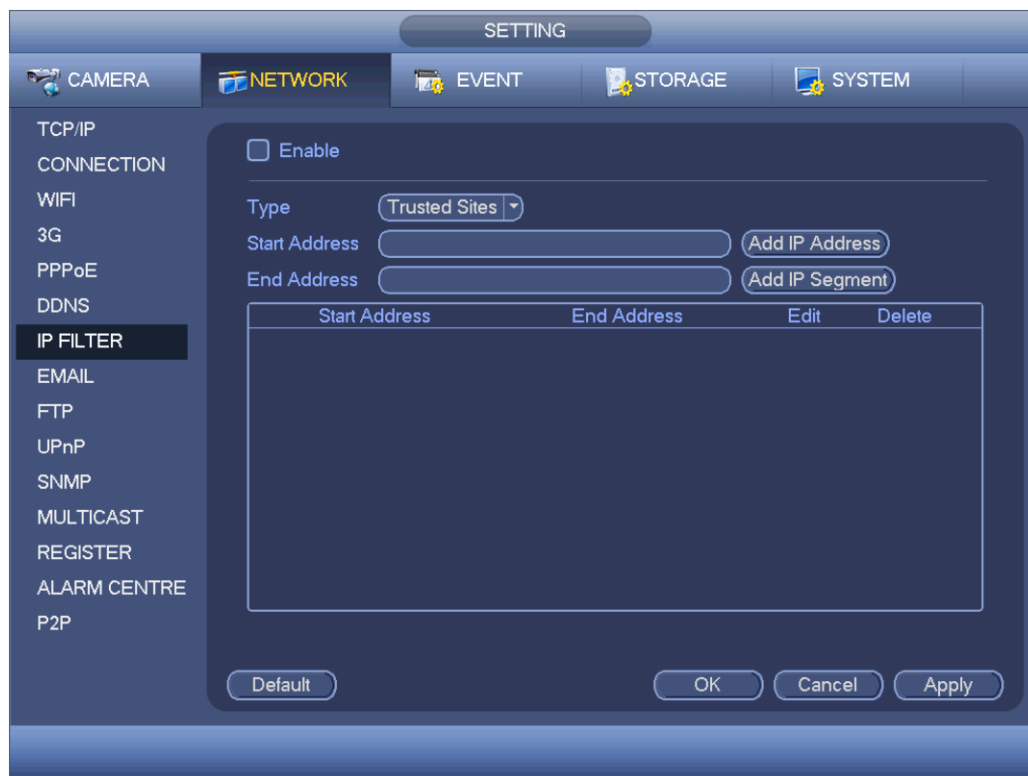 SETTING
CAMERA NETWORK EVENT STORAGE SYSTEM
TCP/IP
CONNECTION
WIFI
3G
PPPoE
DDNS
IP FILTER
EMAIL
FTP
UPnP
SNMP
MULTICAST
REGISTER
ALARM CENTRE
P2P
Enable
Type Trusted Sites
Start Address Add IP Address
End Address Add IP Segment
Start Address End Address Edit Delete
Default OK Cancel Apply